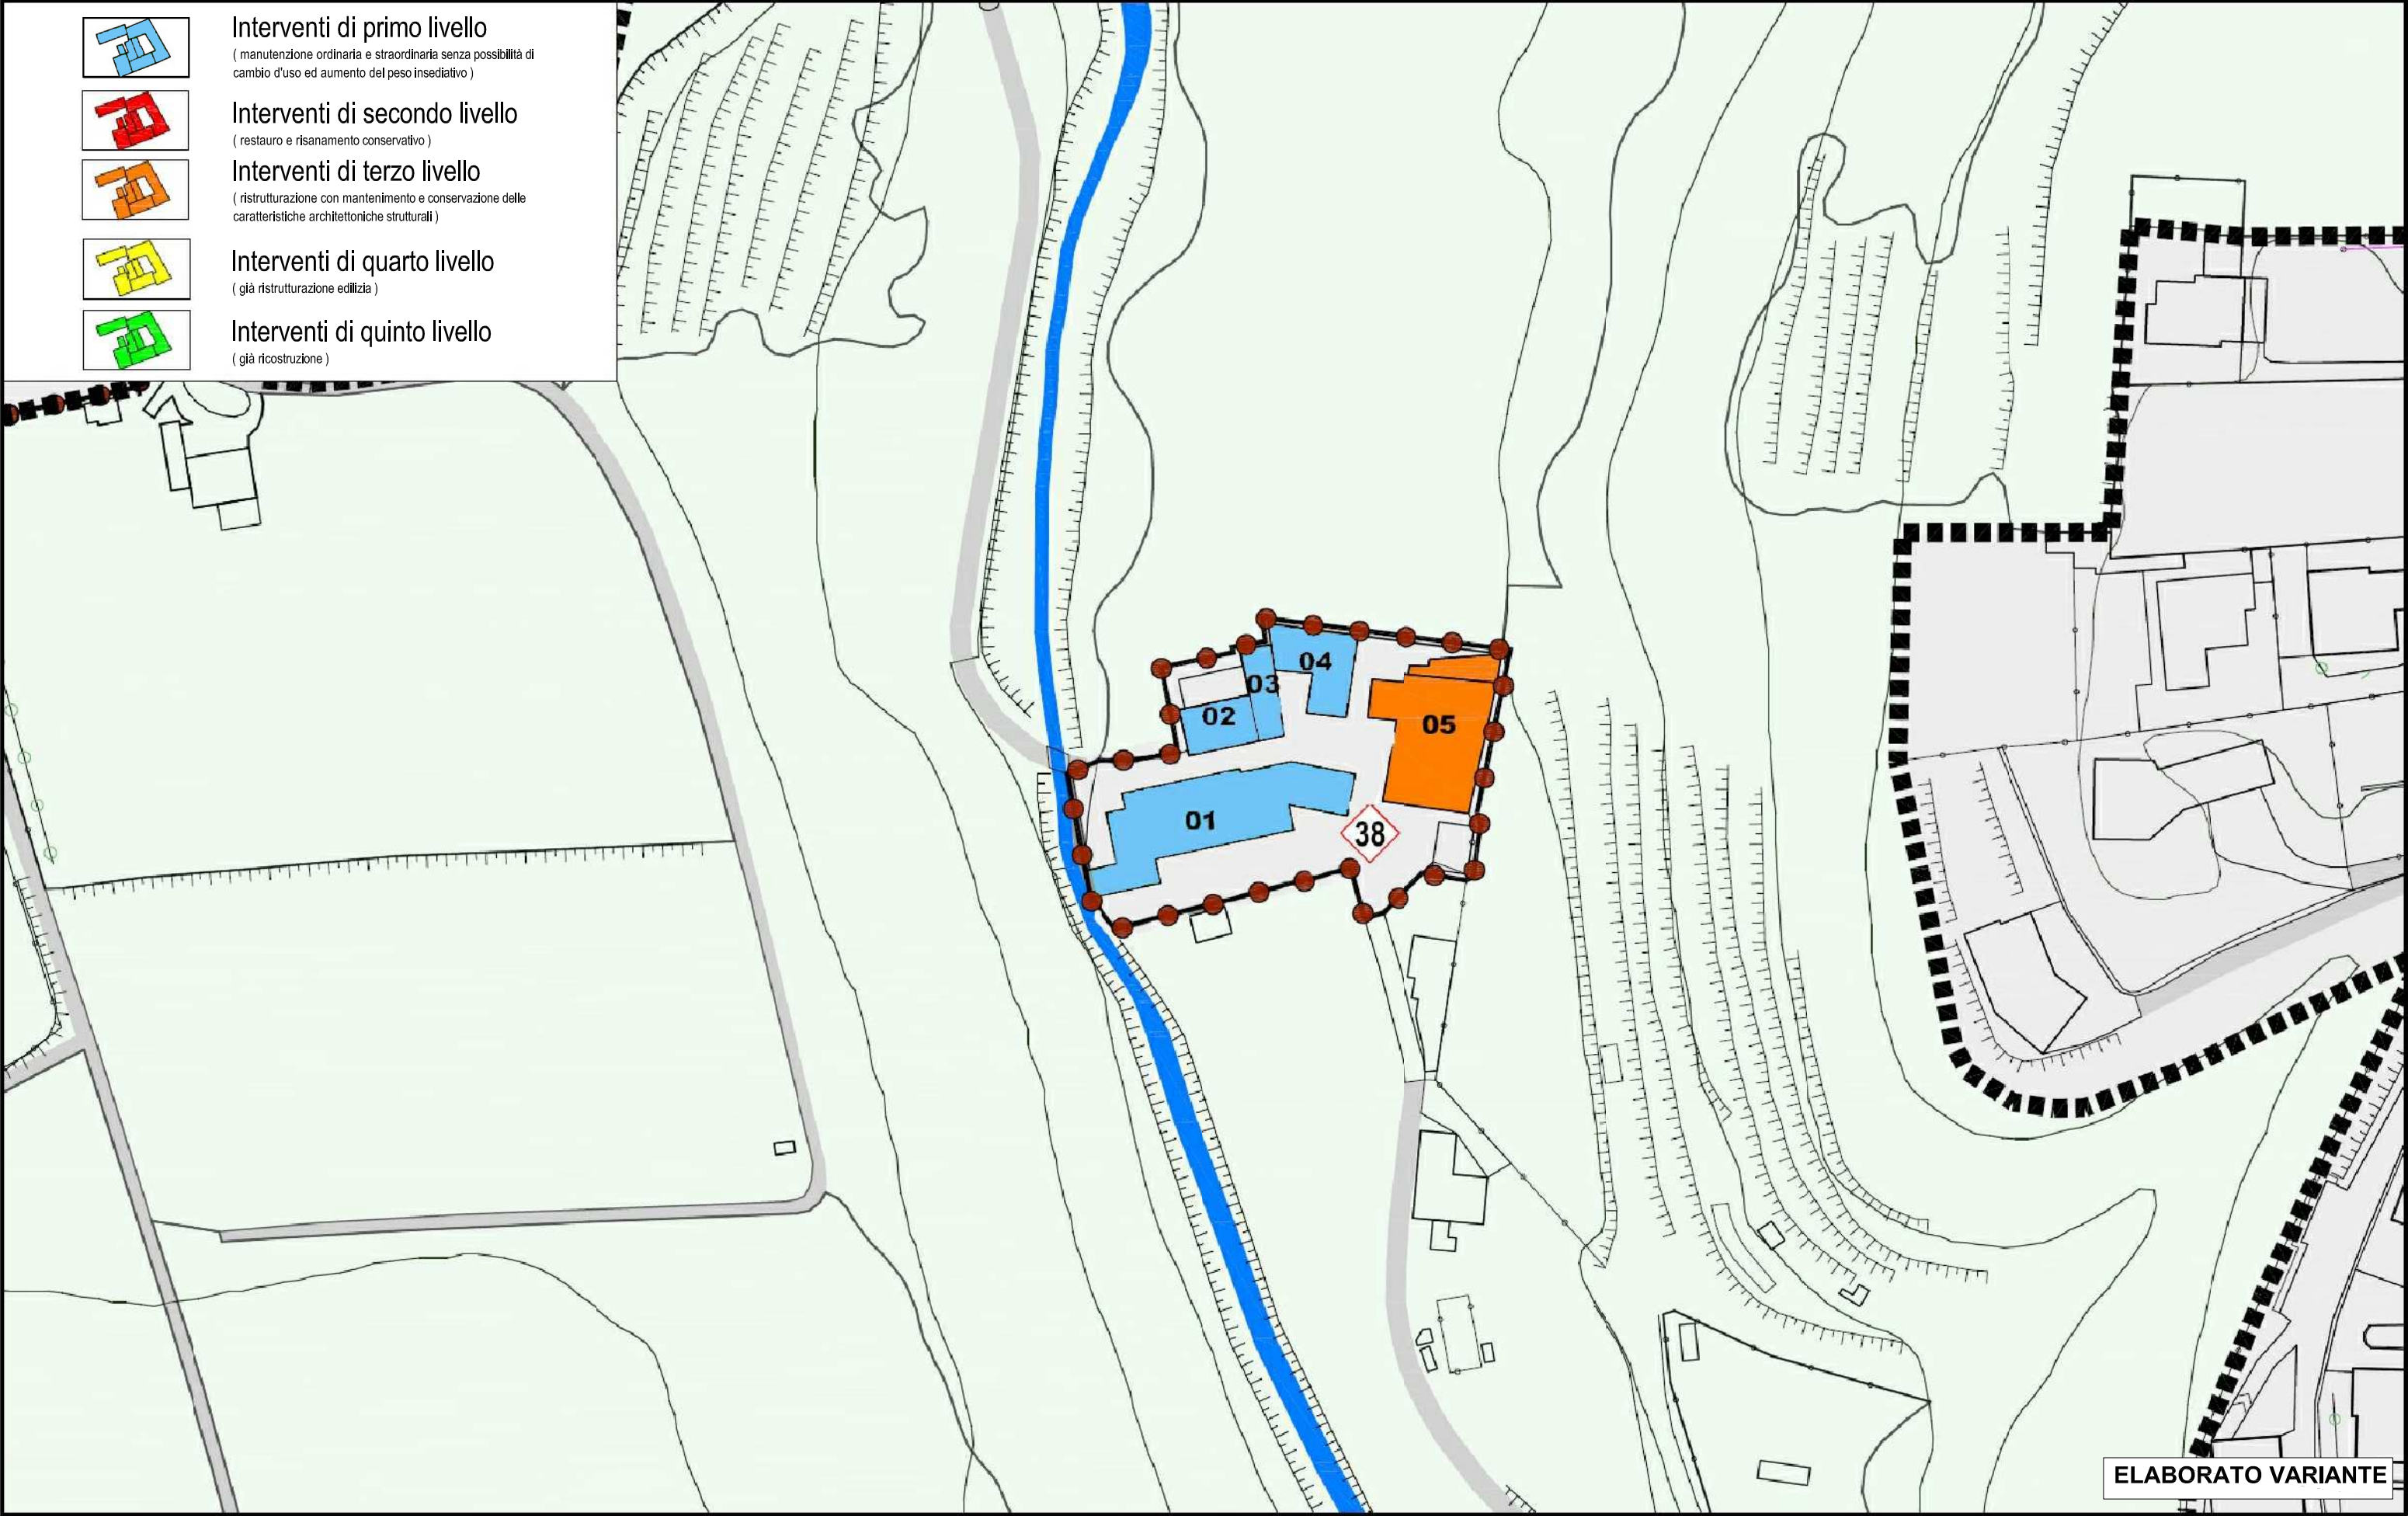 Interventi di primo livello
( manutenzione ordinaria e straordinaria senza possibilità di
cambio d'uso ed aumento del peso insediativo )
Interventi di secondo livello
( restauro e risanamento conservativo )
Interventi di terzo livello
( ristrutturazione con mantenimento e conservazione delle
caratteristiche architettoniche strutturali )
Interventi di quarto livello
( già ristrutturazione edilizia )
Interventi di quinto livello
( già ricostruzione )
04
03
02
05
01
38
ELABORATO VARIANTE